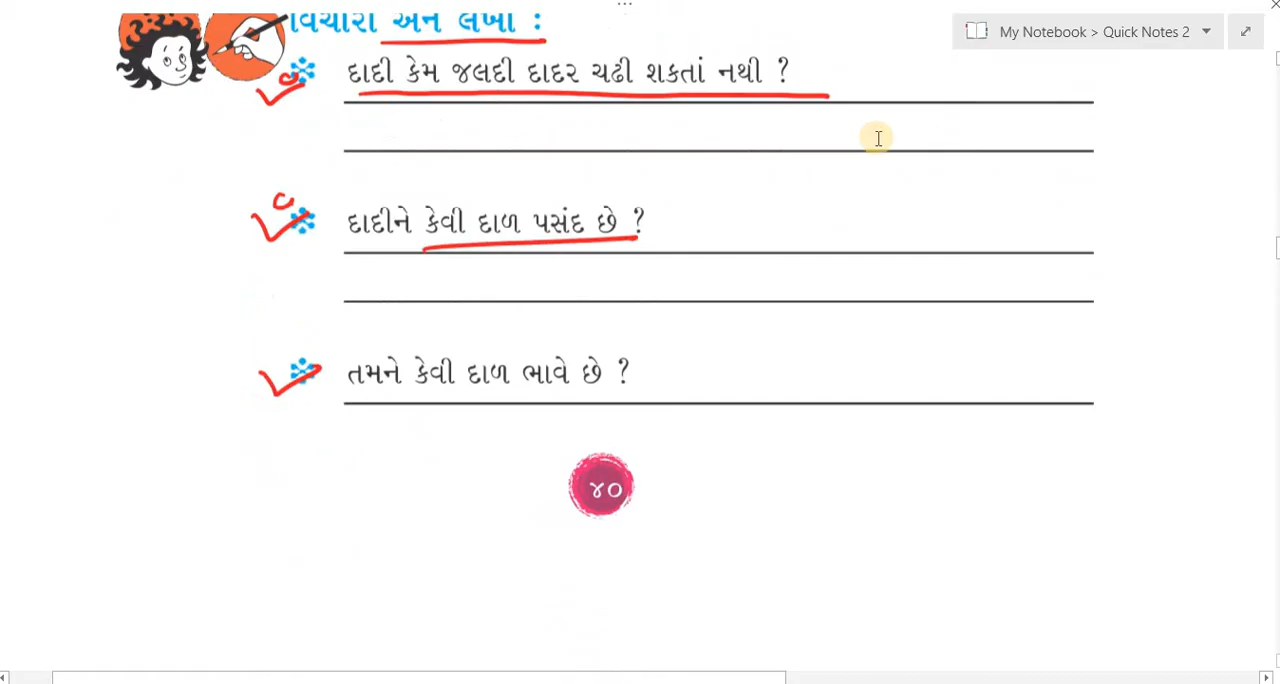 My Notebook > Quick Notes 2
વિચારો અને લખો :
દાદી કેમ જલદી દાદર ચઢી શકતાં નથી ?
દાદીને કેવી દાળ પસંદ છે ?
તમને કેવી દાળ ભાવે છે ?
૪૦